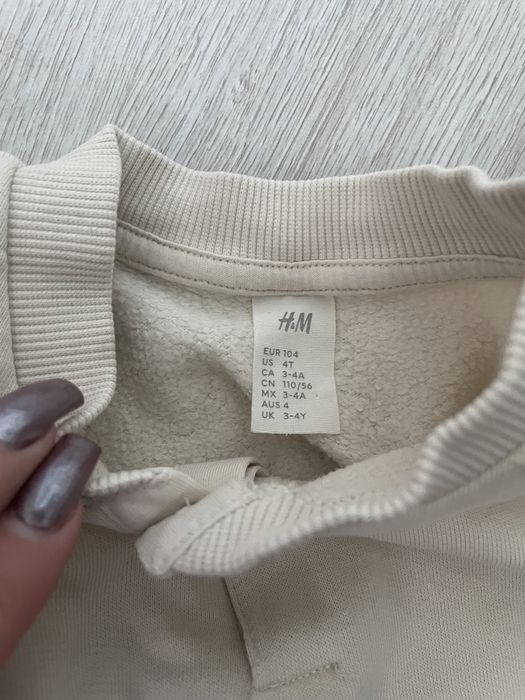 H&M
EUR 104
US 4T
CA 3-4A
CN 110/56
MX 3-4A
AUS 4
UK 3-4Y